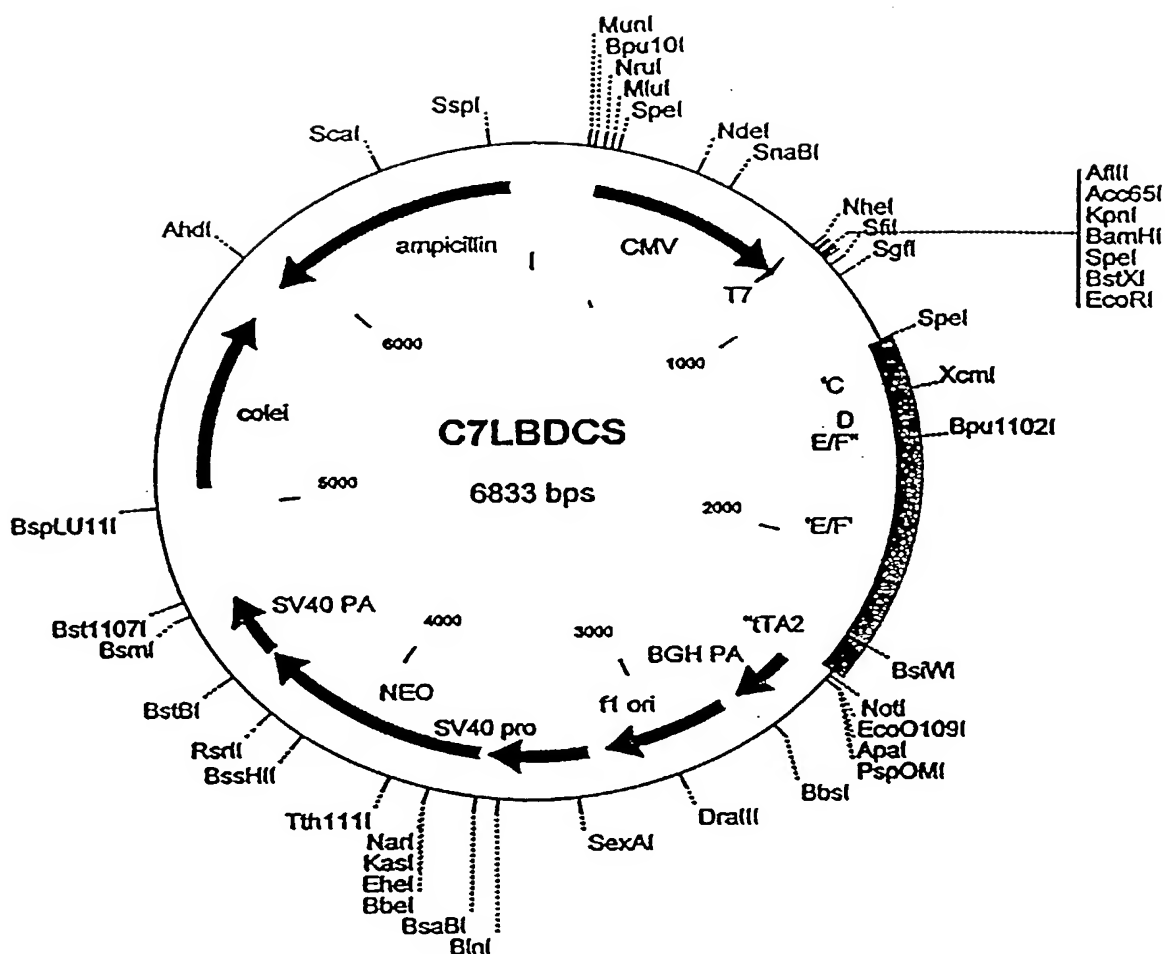 MunI
Bpu10I
NruI
MluI
SpeI
SspI
ScaI
NdeI
SnaBI
AflII
Acc65I
KpnI
BamHI
SpeI
BstXI
EcoRI
NheI
SfiI
SgfI
AhdI
ampicillin
CMV
T7
SpeI
6000
1000
XcmI
'C
D
E/F"
Bpu1102I
colei
C7LBDCS
6833 bps
5000
2000
'E/F'
BspLU11I
SV40 PA
4000
3000
"tTA2
BGH PA
Bst1107I
BsmI
BsiWI
NEO
f1 ori
SV40 pro
NotI
EcoO109I
ApaI
PspOMI
BstBI
RsrII
BssHII
BbsI
Tth111I
DraIII
SexAI
NarI
KasI
EheI
BbeI
BsaBI
BlnI